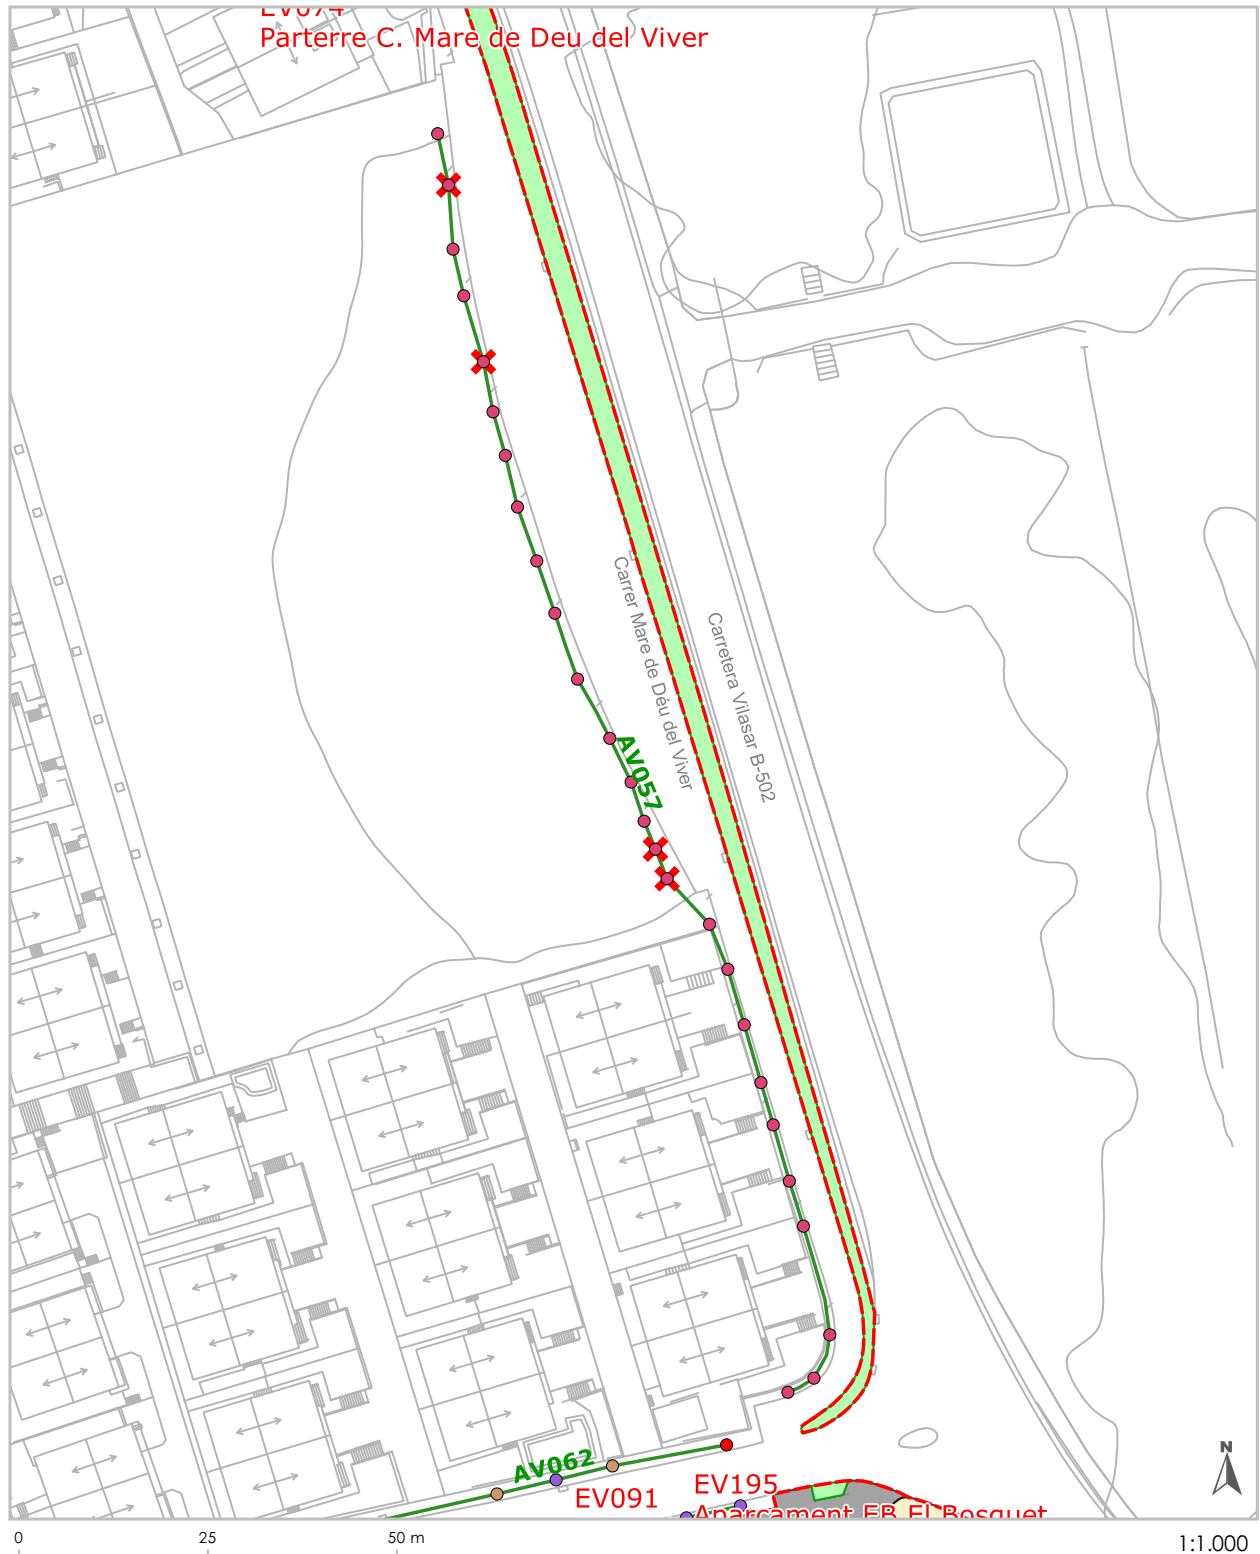 EV074
Parterre C. Mare de Deu del Viver
Carrer Mare de Déu del Viver
Carretera Vilasar B-502
AV057
AV062
EV091
EV195
Aparcament EB El Bosquet
N
0 25 50 m
1:1.000